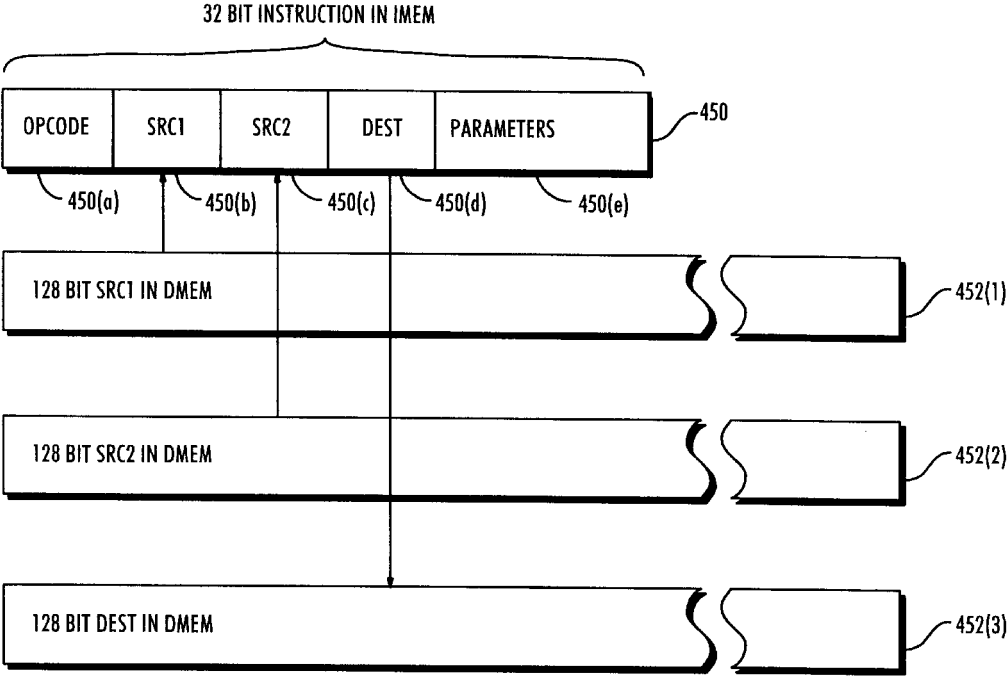 32 BIT INSTRUCTION IN IMEM
OPCODE SRC1 SRC2 DEST PARAMETERS
450
450(a) 450(b) 450(c) 450(d) 450(e)
128 BIT SRC1 IN DMEM
452(1)
128 BIT SRC2 IN DMEM
452(2)
128 BIT DEST IN DMEM
452(3)